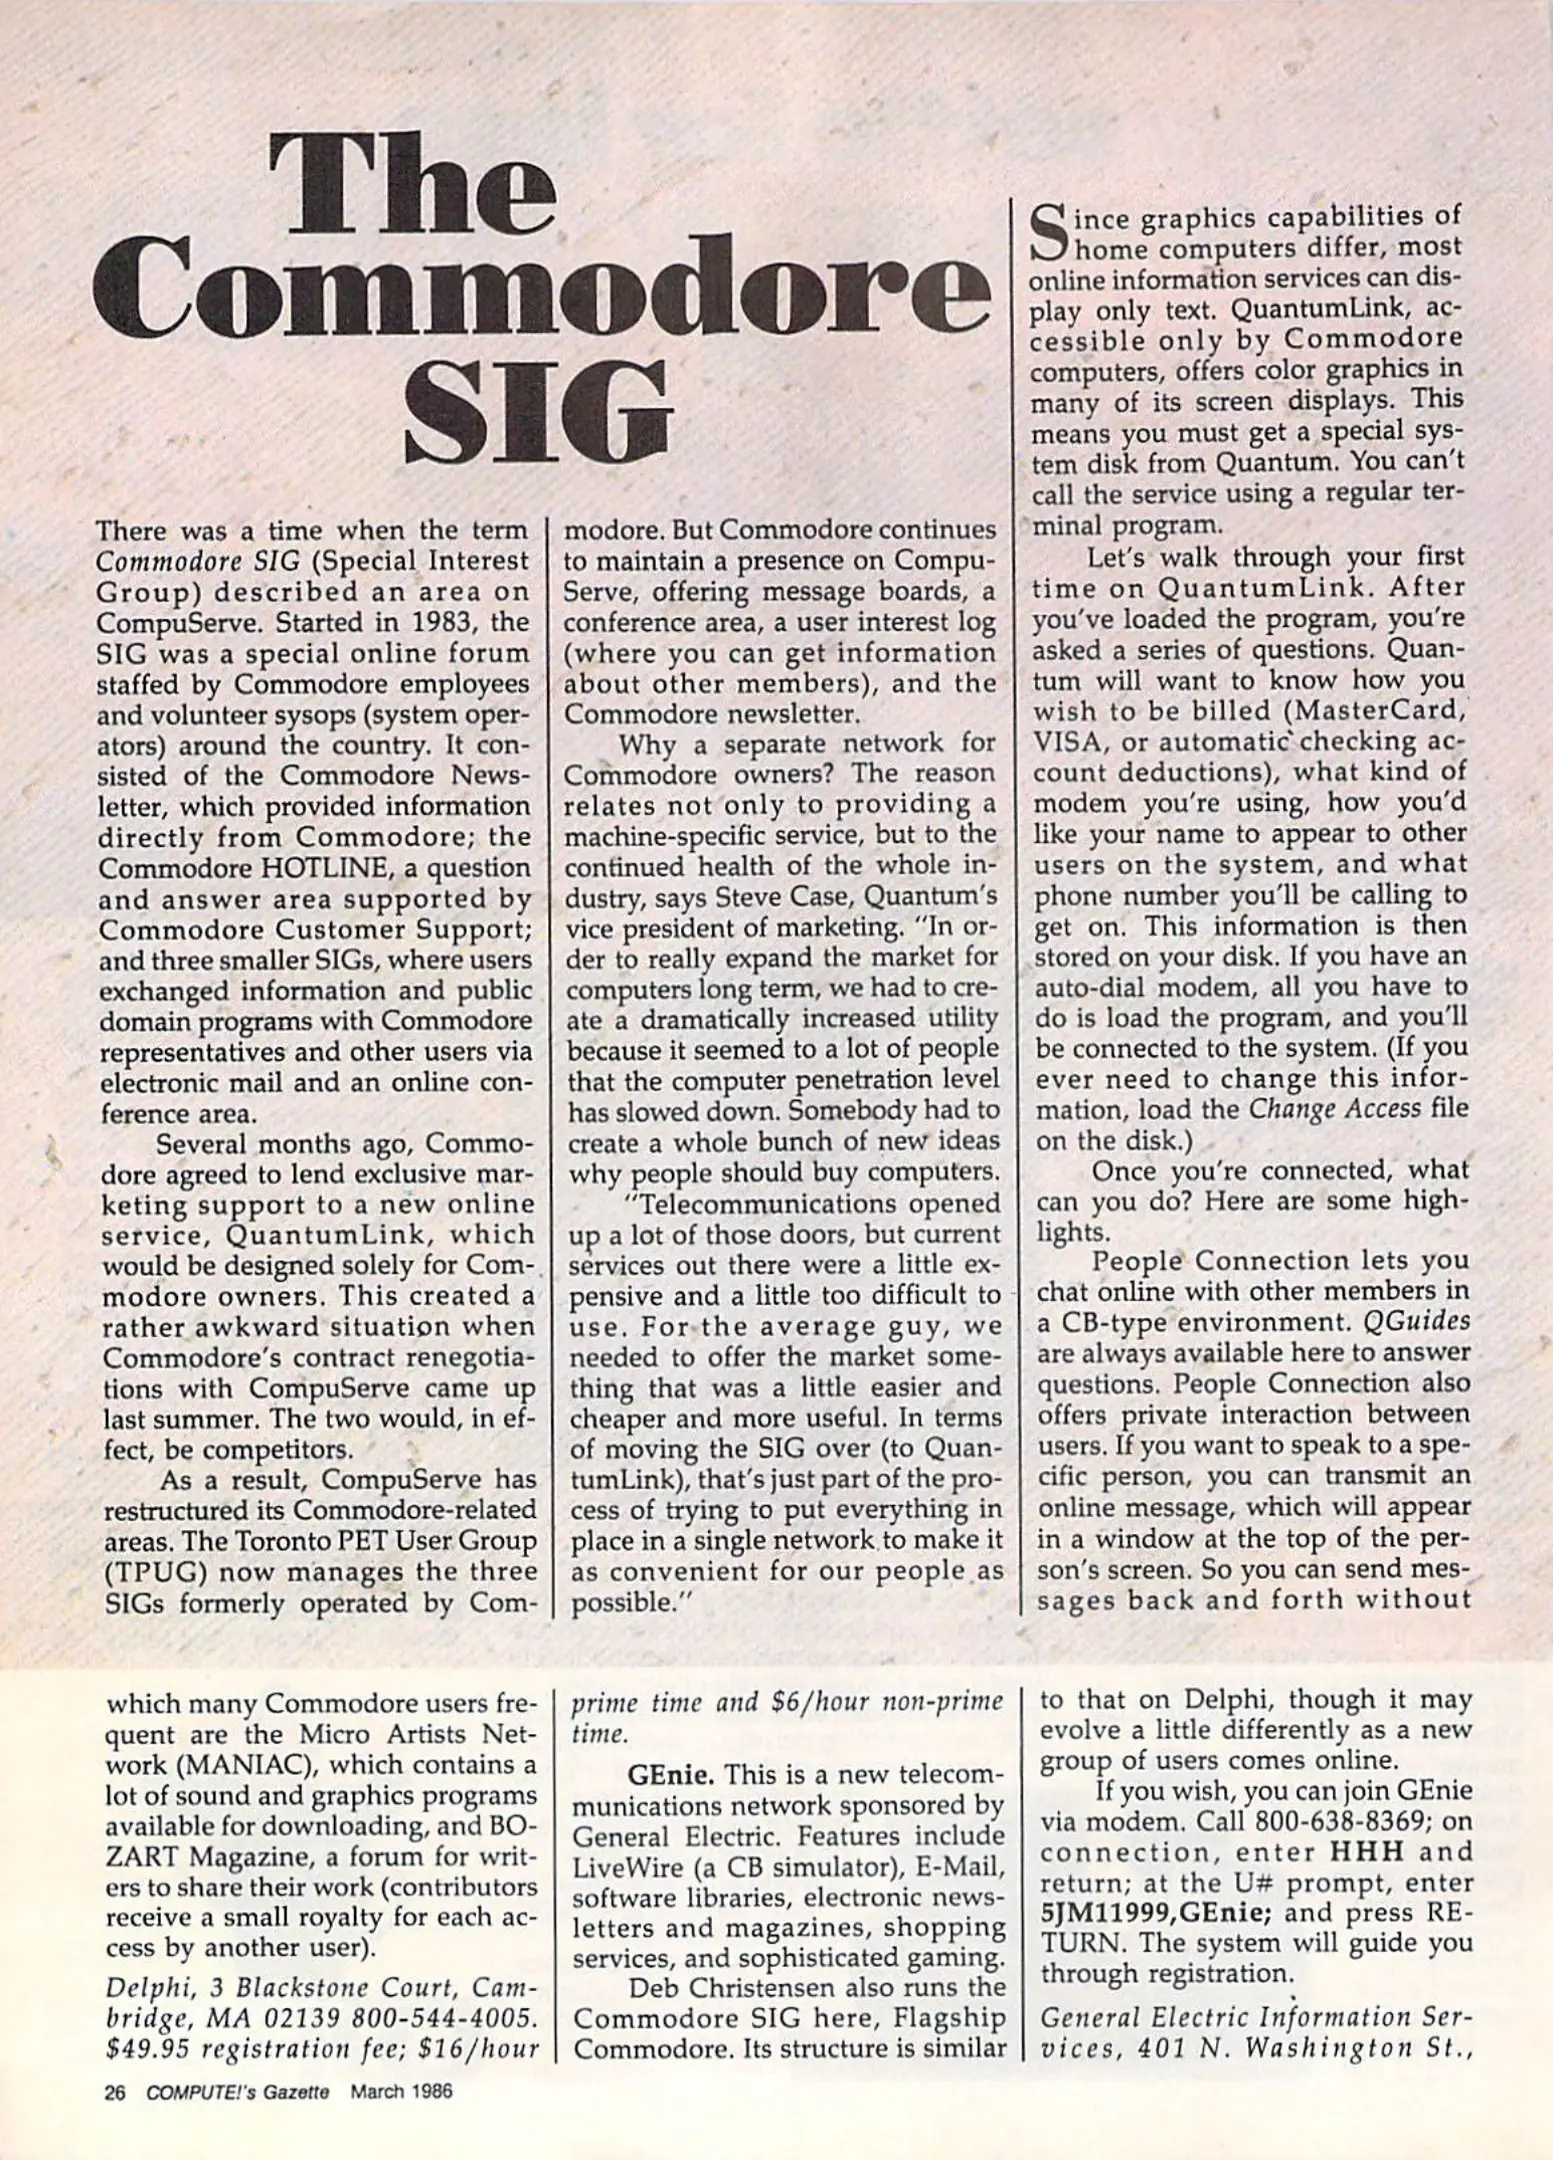 The
Commodore
SIG
There was a time when the term
Commodore SIG (Special Interest
Group) described an area on
CompuServe. Started in 1983, the
SIG was a special online forum
staffed by Commodore employees
and volunteer sysops (system oper-
ators) around the country. It con-
sisted of the Commodore News-
letter, which provided information
directly from Commodore; the
Commodore HOTLINE, a question
and answer area supported by
Commodore Customer Support;
and three smaller SIGs, where users
exchanged information and public
domain programs with Commodore
representatives and other users via
electronic mail and an online con-
ference area.
Several months ago, Commo-
dore agreed to lend exclusive mar-
keting support to a new online
service, QuantumLink, which
would be designed solely for Com-
modore owners. This created a
rather awkward situation when
Commodore's contract renegotia-
tions with CompuServe came up
last summer. The two would, in ef-
fect, be competitors.
As a result, CompuServe has
restructured its Commodore-related
areas. The Toronto PET User Group
(TPUG) now manages the three
SIGs formerly operated by Com-
modore. But Commodore continues
to maintain a presence on Compu-
Serve, offering message boards, a
conference area, a user interest log
(where you can get information
about other members), and the
Commodore newsletter.
Why a separate network for
Commodore owners? The reason
relates not only to providing a
machine-specific service, but to the
continued health of the whole in-
dustry, says Steve Case, Quantum's
vice president of marketing. "In or-
der to really expand the market for
computers long term, we had to cre-
ate a dramatically increased utility
because it seemed to a lot of people
that the computer penetration level
has slowed down. Somebody had to
create a whole bunch of new ideas
why people should buy computers.
"Telecommunications opened
up a lot of those doors, but current
services out there were a little ex-
pensive and a little too difficult to
use. For the average guy, we
needed to offer the market some-
thing that was a little easier and
cheaper and more useful. In terms
of moving the SIG over (to Quan-
tumLink), that's just part of the pro-
cess of trying to put everything in
place in a single network to make it
as convenient for our people as
possible."
Since graphics capabilities of
home computers differ, most
online information services can dis-
play only text. QuantumLink, ac-
cessible only by Commodore
computers, offers color graphics in
many of its screen displays. This
means you must get a special sys-
tem disk from Quantum. You can't
call the service using a regular ter-
minal program.
Let's walk through your first
time on QuantumLink. After
you've loaded the program, you're
asked a series of questions. Quan-
tum will want to know how you
wish to be billed (MasterCard,
VISA, or automatic checking ac-
count deductions), what kind of
modem you're using, how you'd
like your name to appear to other
users on the system, and what
phone number you'll be calling to
get on. This information is then
stored on your disk. If you have an
auto-dial modem, all you have to
do is load the program, and you'll
be connected to the system. (If you
ever need to change this infor-
mation, load the Change Access file
on the disk.)
Once you're connected, what
can you do? Here are some high-
lights.
People Connection lets you
chat online with other members in
a CB-type environment. QGuides
are always available here to answer
questions. People Connection also
offers private interaction between
users. If you want to speak to a spe-
cific person, you can transmit an
online message, which will appear
in a window at the top of the per-
son's screen. So you can send mes-
sages back and forth without
which many Commodore users fre-
quent are the Micro Artists Net-
work (MANIAC), which contains a
lot of sound and graphics programs
available for downloading, and BO-
ZART Magazine, a forum for writ-
ers to share their work (contributors
receive a small royalty for each ac-
cess by another user).
Delphi, 3 Blackstone Court, Cam-
bridge, MA 02139 800-544-4005.
$49.95 registration fee; $16/hour
prime time and $6/hour non-prime
time.
GEnie. This is a new telecom-
munications network sponsored by
General Electric. Features include
LiveWire (a CB simulator), E-Mail,
software libraries, electronic news-
letters and magazines, shopping
services, and sophisticated gaming.
Deb Christensen also runs the
Commodore SIG here, Flagship
Commodore. Its structure is similar
to that on Delphi, though it may
evolve a little differently as a new
group of users comes online.
If you wish, you can join GEnie
via modem. Call 800-638-8369; on
connection, enter HHH and
return; at the U# prompt, enter
5JM11999,GEnie; and press RE-
TURN. The system will guide you
through registration.
General Electric Information Ser-
vices, 401 N. Washington St.,
26 COMPUTE!'s Gazette March 1986